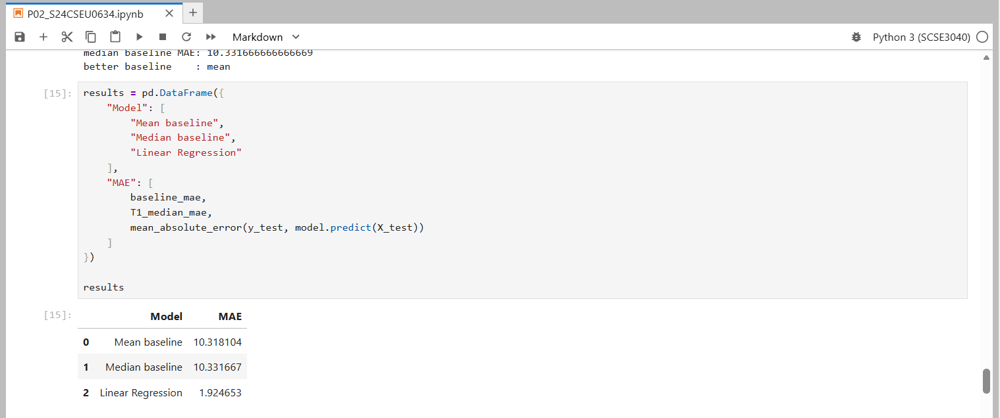 P02_S24CSEU0634.ipynb
Markdown
Python 3 (SCSE3040)
median baseline MAE: 10.331666666666669
better baseline    : mean
[15]:
results = pd.DataFrame({
    "Model": [
        "Mean baseline",
        "Median baseline",
        "Linear Regression"
    ],
    "MAE": [
        baseline_mae,
        T1_median_mae,
        mean_absolute_error(y_test, model.predict(X_test))
    ]
})

results
[15]:
Model MAE
0 Mean baseline 10.318104
1 Median baseline 10.331667
2 Linear Regression 1.924653